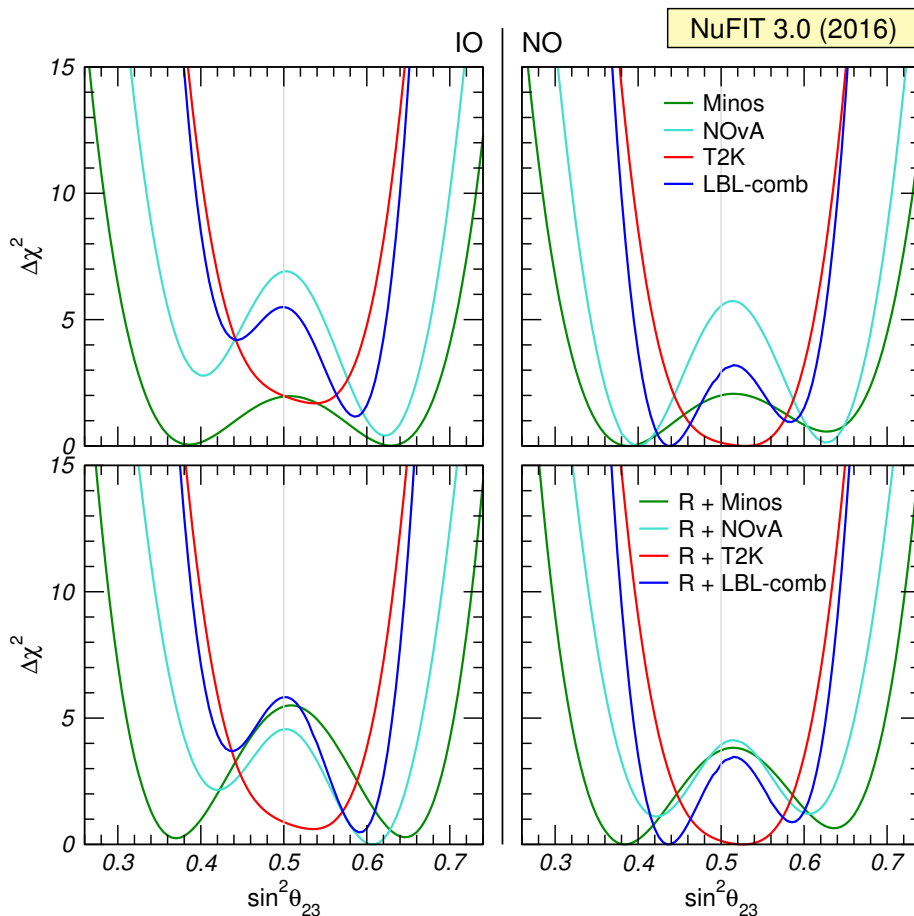 NuFIT 3.0 (2016)
IO NO
15
10
5
0
Δχ²
Minos
NOvA
T2K
LBL-comb
15
10
5
0
Δχ²
R + Minos
R + NOvA
R + T2K
R + LBL-comb
0.3 0.4 0.5 0.6 0.7 0.3 0.4 0.5 0.6 0.7
sin²θ₂₃ sin²θ₂₃